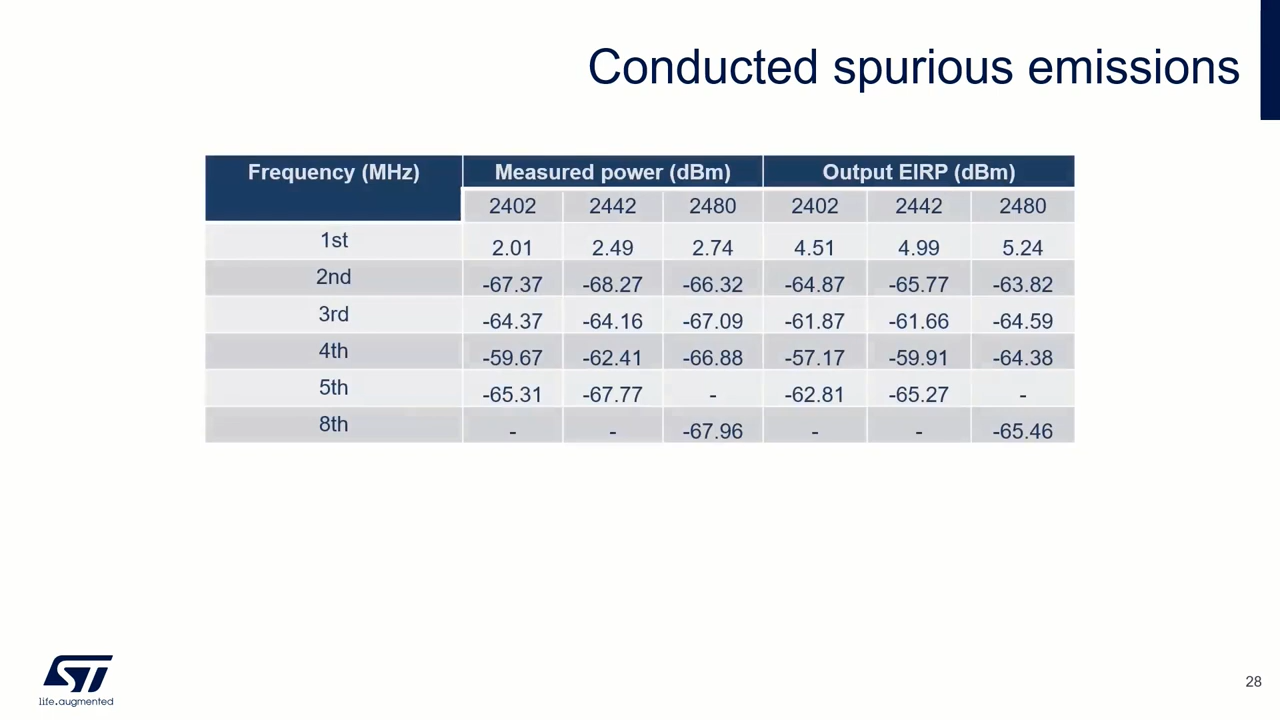 Conducted spurious emissions
Frequency (MHz) Measured power (dBm) Output EIRP (dBm)
2402 2442 2480 2402 2442 2480
1st 2.01 2.49 2.74 4.51 4.99 5.24
2nd -67.37 -68.27 -66.32 -64.87 -65.77 -63.82
3rd -64.37 -64.16 -67.09 -61.87 -61.66 -64.59
4th -59.67 -62.41 -66.88 -57.17 -59.91 -64.38
5th -65.31 -67.77 - -62.81 -65.27 -
8th - - -67.96 - - -65.46
ST
life.augmented
28